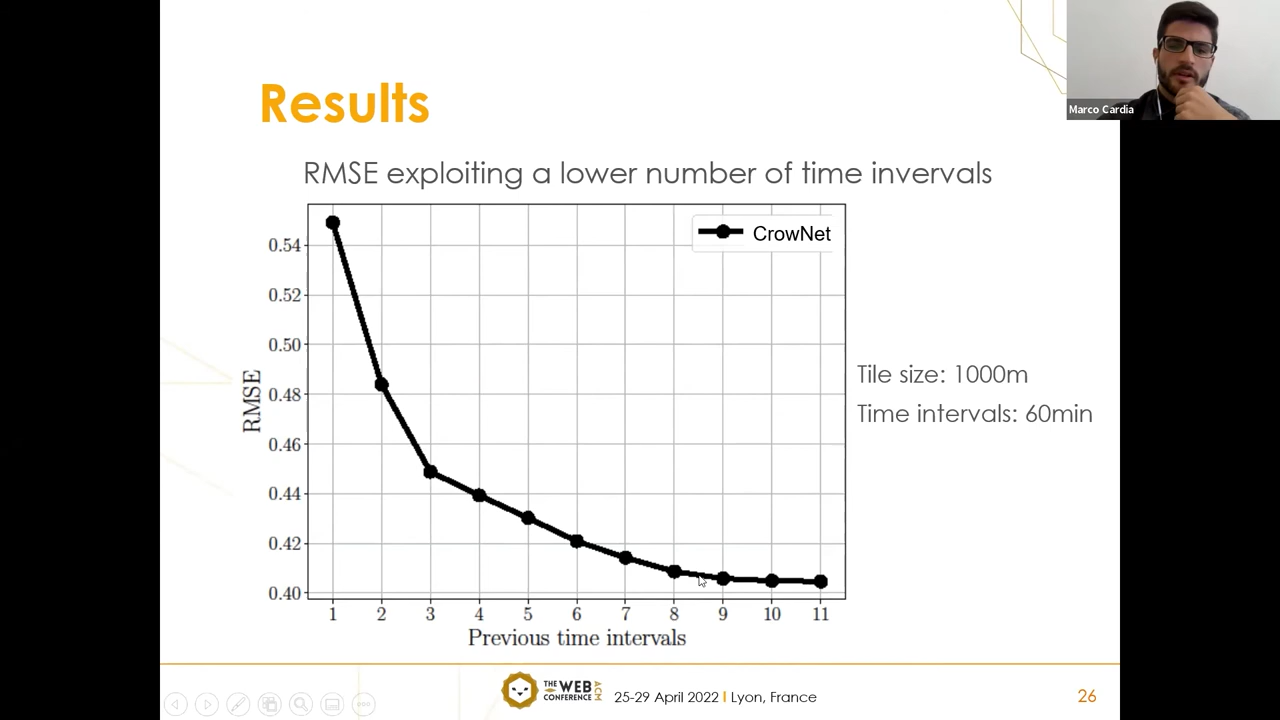 Marco Cardia
Results
RMSE exploiting a lower number of time invervals
CrowNet
0.54
0.52
0.50
0.48
0.46
0.44
0.42
0.40
RMSE
1 2 3 4 5 6 7 8 9 10 11
Previous time intervals
Tile size: 1000m
Time intervals: 60min
THE WEB CONFERENCE ACM
25-29 April 2022 I Lyon, France
26